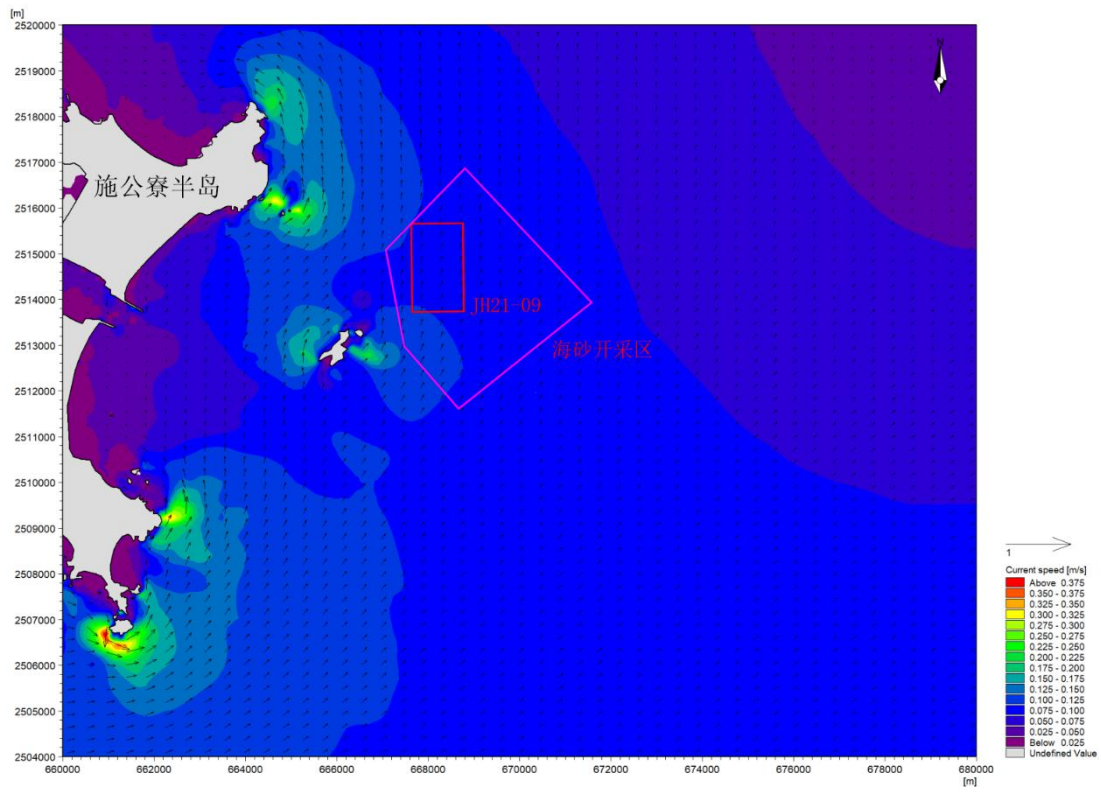 [m]
2520000
2519000
2518000
2517000
2516000
2515000
2514000
2513000
2512000
2511000
2510000
2509000
2508000
2507000
2506000
2505000
2504000
660000
662000
664000
666000
668000
670000
672000
674000
676000
678000
680000
[m]
N
施公寮半岛
JH21-09
海砂开采区
1
Current speed [m/s]
Above 0.375
0.350 - 0.375
0.325 - 0.350
0.300 - 0.325
0.275 - 0.300
0.250 - 0.275
0.225 - 0.250
0.200 - 0.225
0.175 - 0.200
0.150 - 0.175
0.125 - 0.150
0.100 - 0.125
0.075 - 0.100
0.050 - 0.075
0.025 - 0.050
Below 0.025
Undefined Value